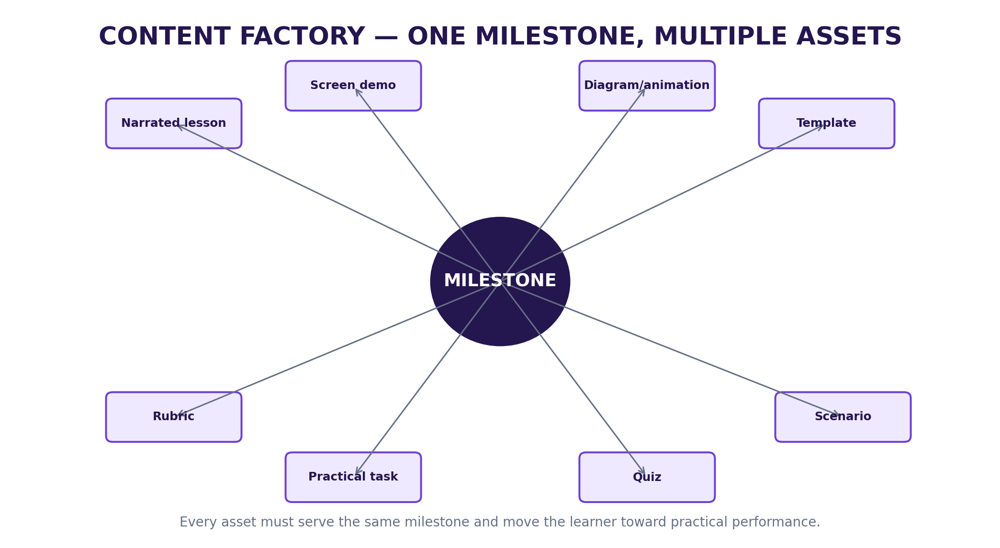 CONTENT FACTORY — ONE MILESTONE, MULTIPLE ASSETS
Screen demo
Diagram/animation
Narrated lesson
Template
MILESTONE
Rubric
Scenario
Practical task
Quiz
Every asset must serve the same milestone and move the learner toward practical performance.